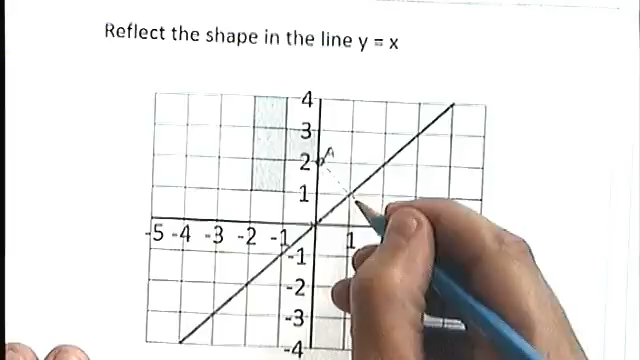 Reflect the shape in the line y = x
4
3
2 A
1
-5 -4 -3 -2 -1 1
-1
-2
-3
-4